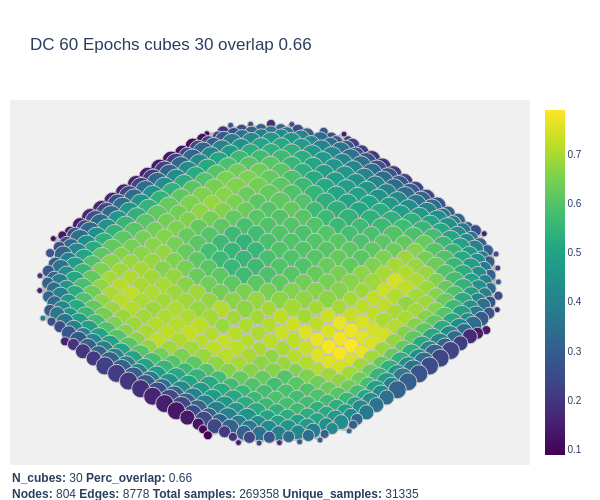 DC 60 Epochs cubes 30 overlap 0.66
0.7
0.6
0.5
0.4
0.3
0.2
0.1
N_cubes: 30 Perc_overlap: 0.66
Nodes: 804 Edges: 8778 Total samples: 269358 Unique_samples: 31335